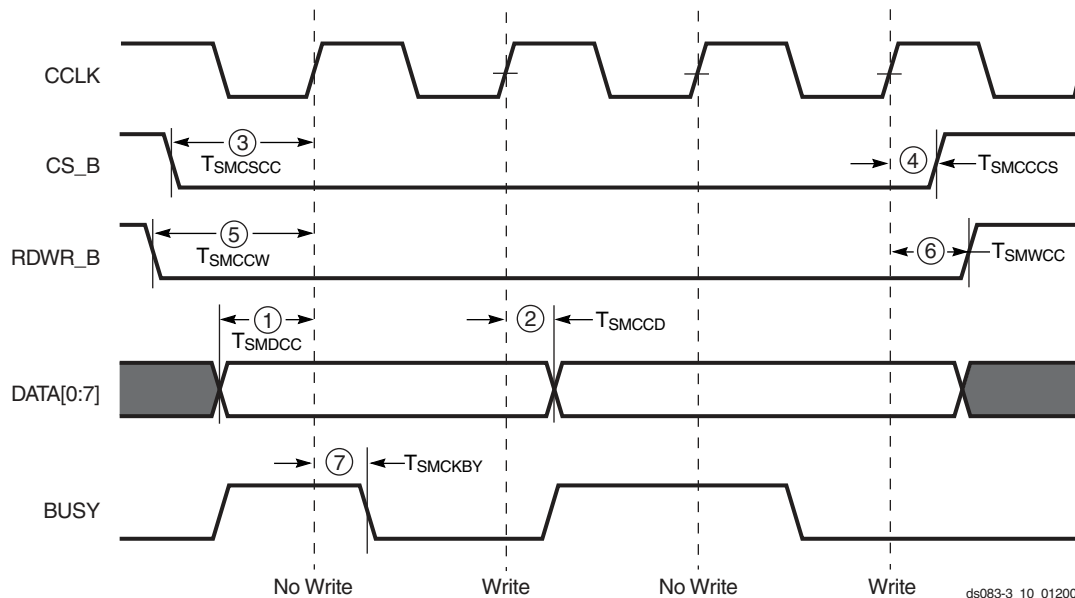 CCLK
CS_B
3
TSMCSCC
4
TSMCCCS
RDWR_B
5
TSMCCW
6
TSMWCC
1
TSMDCC
2
TSMCCD
DATA[0:7]
7
TSMCKBY
BUSY
No Write
Write
No Write
Write
ds083-3_10_01200